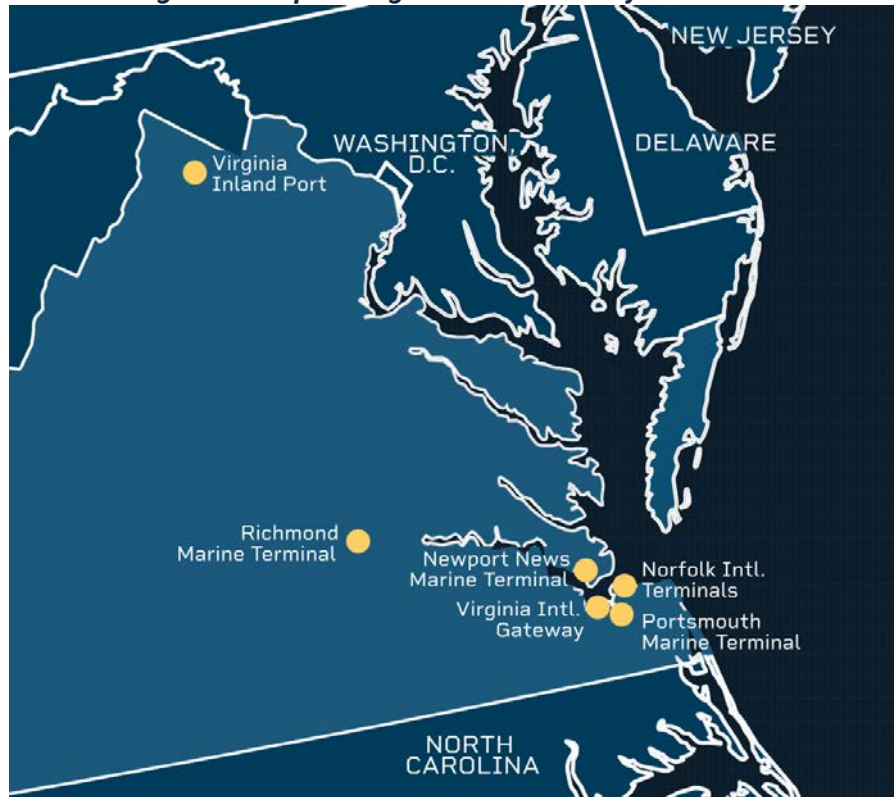 NEW JERSEY
WASHINGTON,
D.C.
DELAWARE
Virginia
Inland Port
Richmond
Marine Terminal
Newport News
Marine Terminal
Norfolk Intl.
Terminals
Virginia Intl.
Gateway
Portsmouth
Marine Terminal
NORTH
CAROLINA